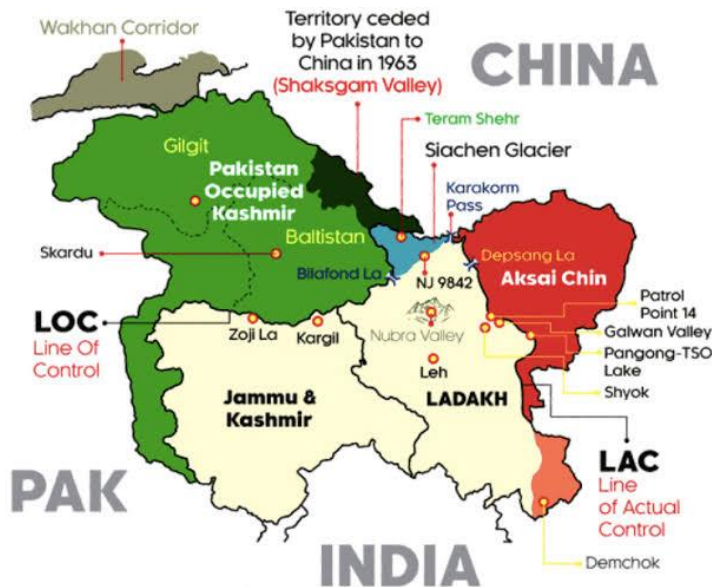 Wakhan Corridor
Territory ceded
by Pakistan to
China in 1963
(Shaksgam Valley)
CHINA
Teram Shehr
Siachen Glacier
Gilgit
Pakistan
Occupied
Kashmir
Karakorm
Pass
Baltistan
Skardu
Bilafond La
NJ 9842
Depsang La
Aksai Chin
Patrol
Point 14
Galwan Valley
Pangong-TSO
Lake
Shyok
LOC
Line Of
Control
Zoji La
Kargil
Nubra Valley
Leh
Jammu &
Kashmir
LADAKH
LAC
Line
of Actual
Control
PAK
INDIA
Demchok